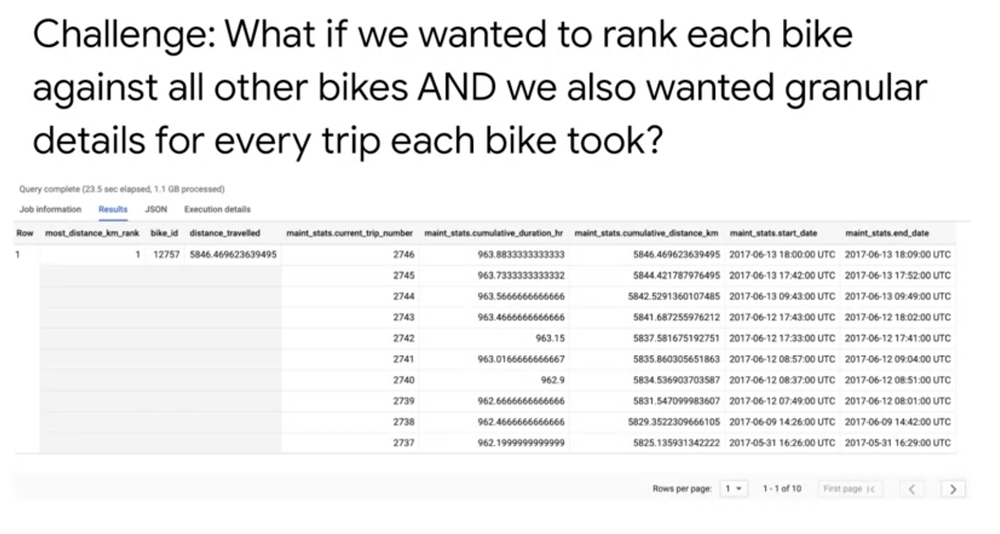 Challenge: What if we wanted to rank each bike
against all other bikes AND we also wanted granular
details for every trip each bike took?
Query complete (23.5 sec elapsed, 1.1 GB processed)
Job information Results JSON Execution details
Row most_distance_km_rank bike_id distance_travelled maint_stats.current_trip_number maint_stats.cumulative_duration_hr maint_stats.cumulative_distance_km maint_stats.start_date maint_stats.end_date
1 1 12757 5846.469623639495 2746 963.8833333333333 5846.469623639495 2017-06-13 18:00:00 UTC 2017-06-13 18:09:00 UTC
2745 963.7333333333332 5844.421787976495 2017-06-13 17:42:00 UTC 2017-06-13 17:52:00 UTC
2744 963.5666666666666 5842.5291360107485 2017-06-13 09:43:00 UTC 2017-06-13 09:49:00 UTC
2743 963.4666666666666 5841.687255976212 2017-06-12 17:43:00 UTC 2017-06-12 18:02:00 UTC
2742 963.15 5837.581675192751 2017-06-12 17:33:00 UTC 2017-06-12 17:41:00 UTC
2741 963.0166666666667 5835.860305651863 2017-06-12 08:57:00 UTC 2017-06-12 09:04:00 UTC
2740 962.9 5834.536903703587 2017-06-12 08:37:00 UTC 2017-06-12 08:51:00 UTC
2739 962.6666666666666 5831.547099983607 2017-06-12 07:49:00 UTC 2017-06-12 08:01:00 UTC
2738 962.4666666666666 5829.3522309666105 2017-06-09 14:26:00 UTC 2017-06-09 14:42:00 UTC
2737 962.1999999999999 5825.135931342222 2017-05-31 16:26:00 UTC 2017-05-31 16:29:00 UTC
Rows per page: 1 1 - 1 of 10 First page